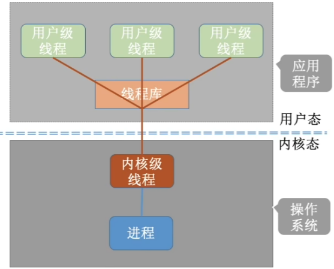 用户级 用户级 用户级
线程 线程 线程
线程库
应用
程序
用户态
内核态
内核级
线程
进程
操作
系统